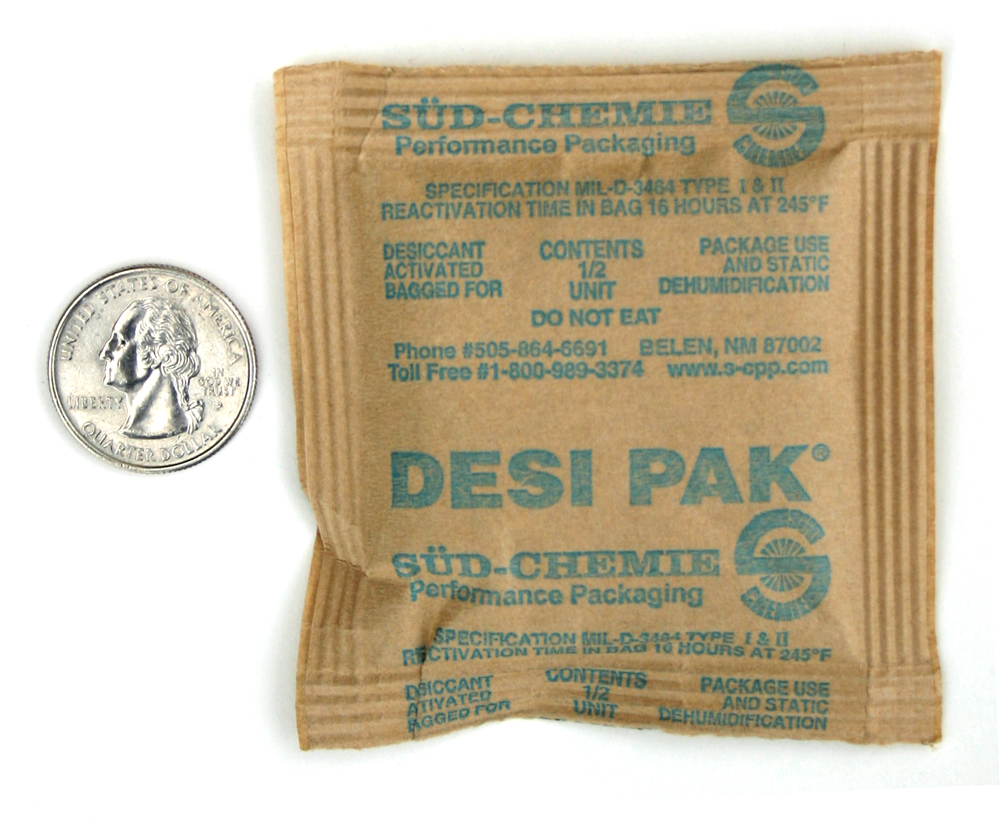 UNITED STATES OF AMERICA
LIBERTY
IN
GOD WE
TRUST
QUARTER DOLLAR
SÜD-CHEMIE
Performance Packaging
SPECIFICATION MIL-D-3464 TYPE I & II
REACTIVATION TIME IN BAG 16 HOURS AT 245°F
DESICCANT CONTENTS PACKAGE USE
ACTIVATED 1/2 AND STATIC
BAGGED FOR UNIT DEHUMIDIFICATION
DO NOT EAT
Phone #505-864-6691 BELEN, NM 87002
Toll Free #1-800-989-3374 www.s-cpp.com
DESI PAK®
SÜD-CHEMIE
Performance Packaging
SPECIFICATION MIL-D-3464 TYPE I & II
RECTIVATION TIME IN BAG 16 HOURS AT 245°F
DSICCANT CONTENTS PACKAGE USE
ATIVATED 1/2 AND STATIC
BAGGED FOR UNIT DEHUMIDIFICATION